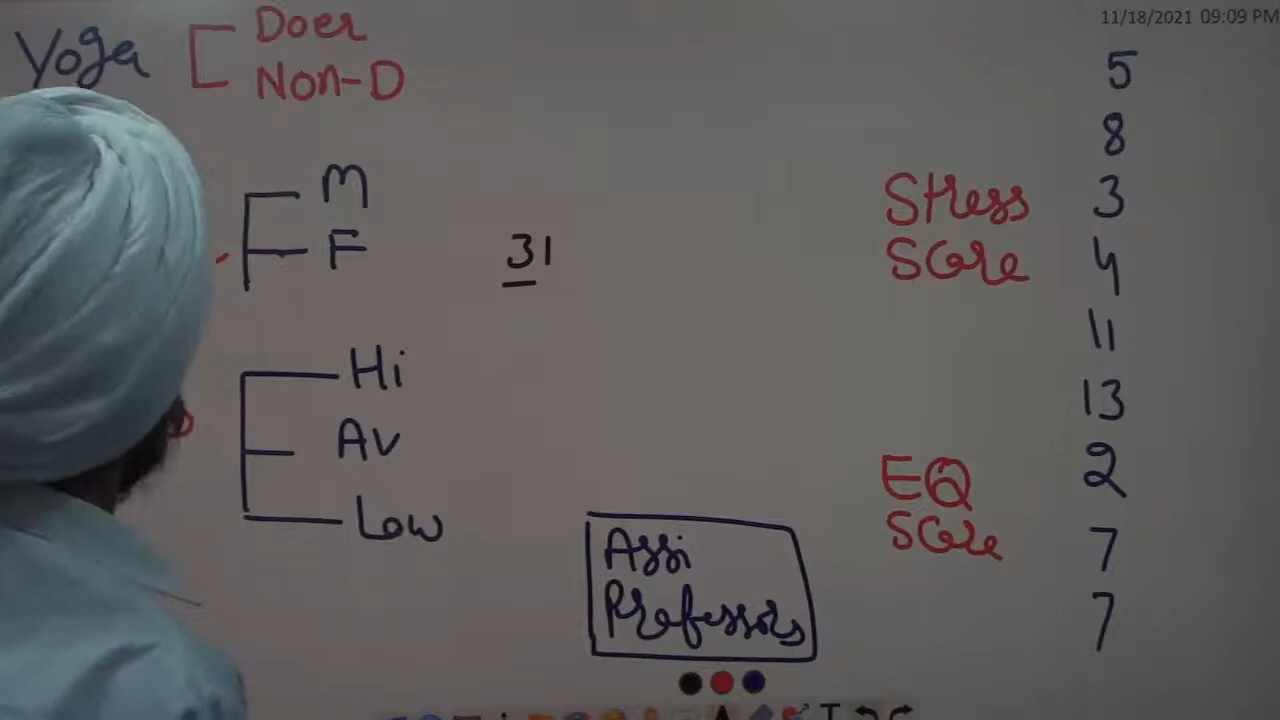 11/18/2021 09:09 PM
Yoga
Doer
Non-D
M
F
31
Hi
Av
Low
Stress
Score
EQ
Score
Assi
Professors
5
8
3
4
11
13
2
7
7
T